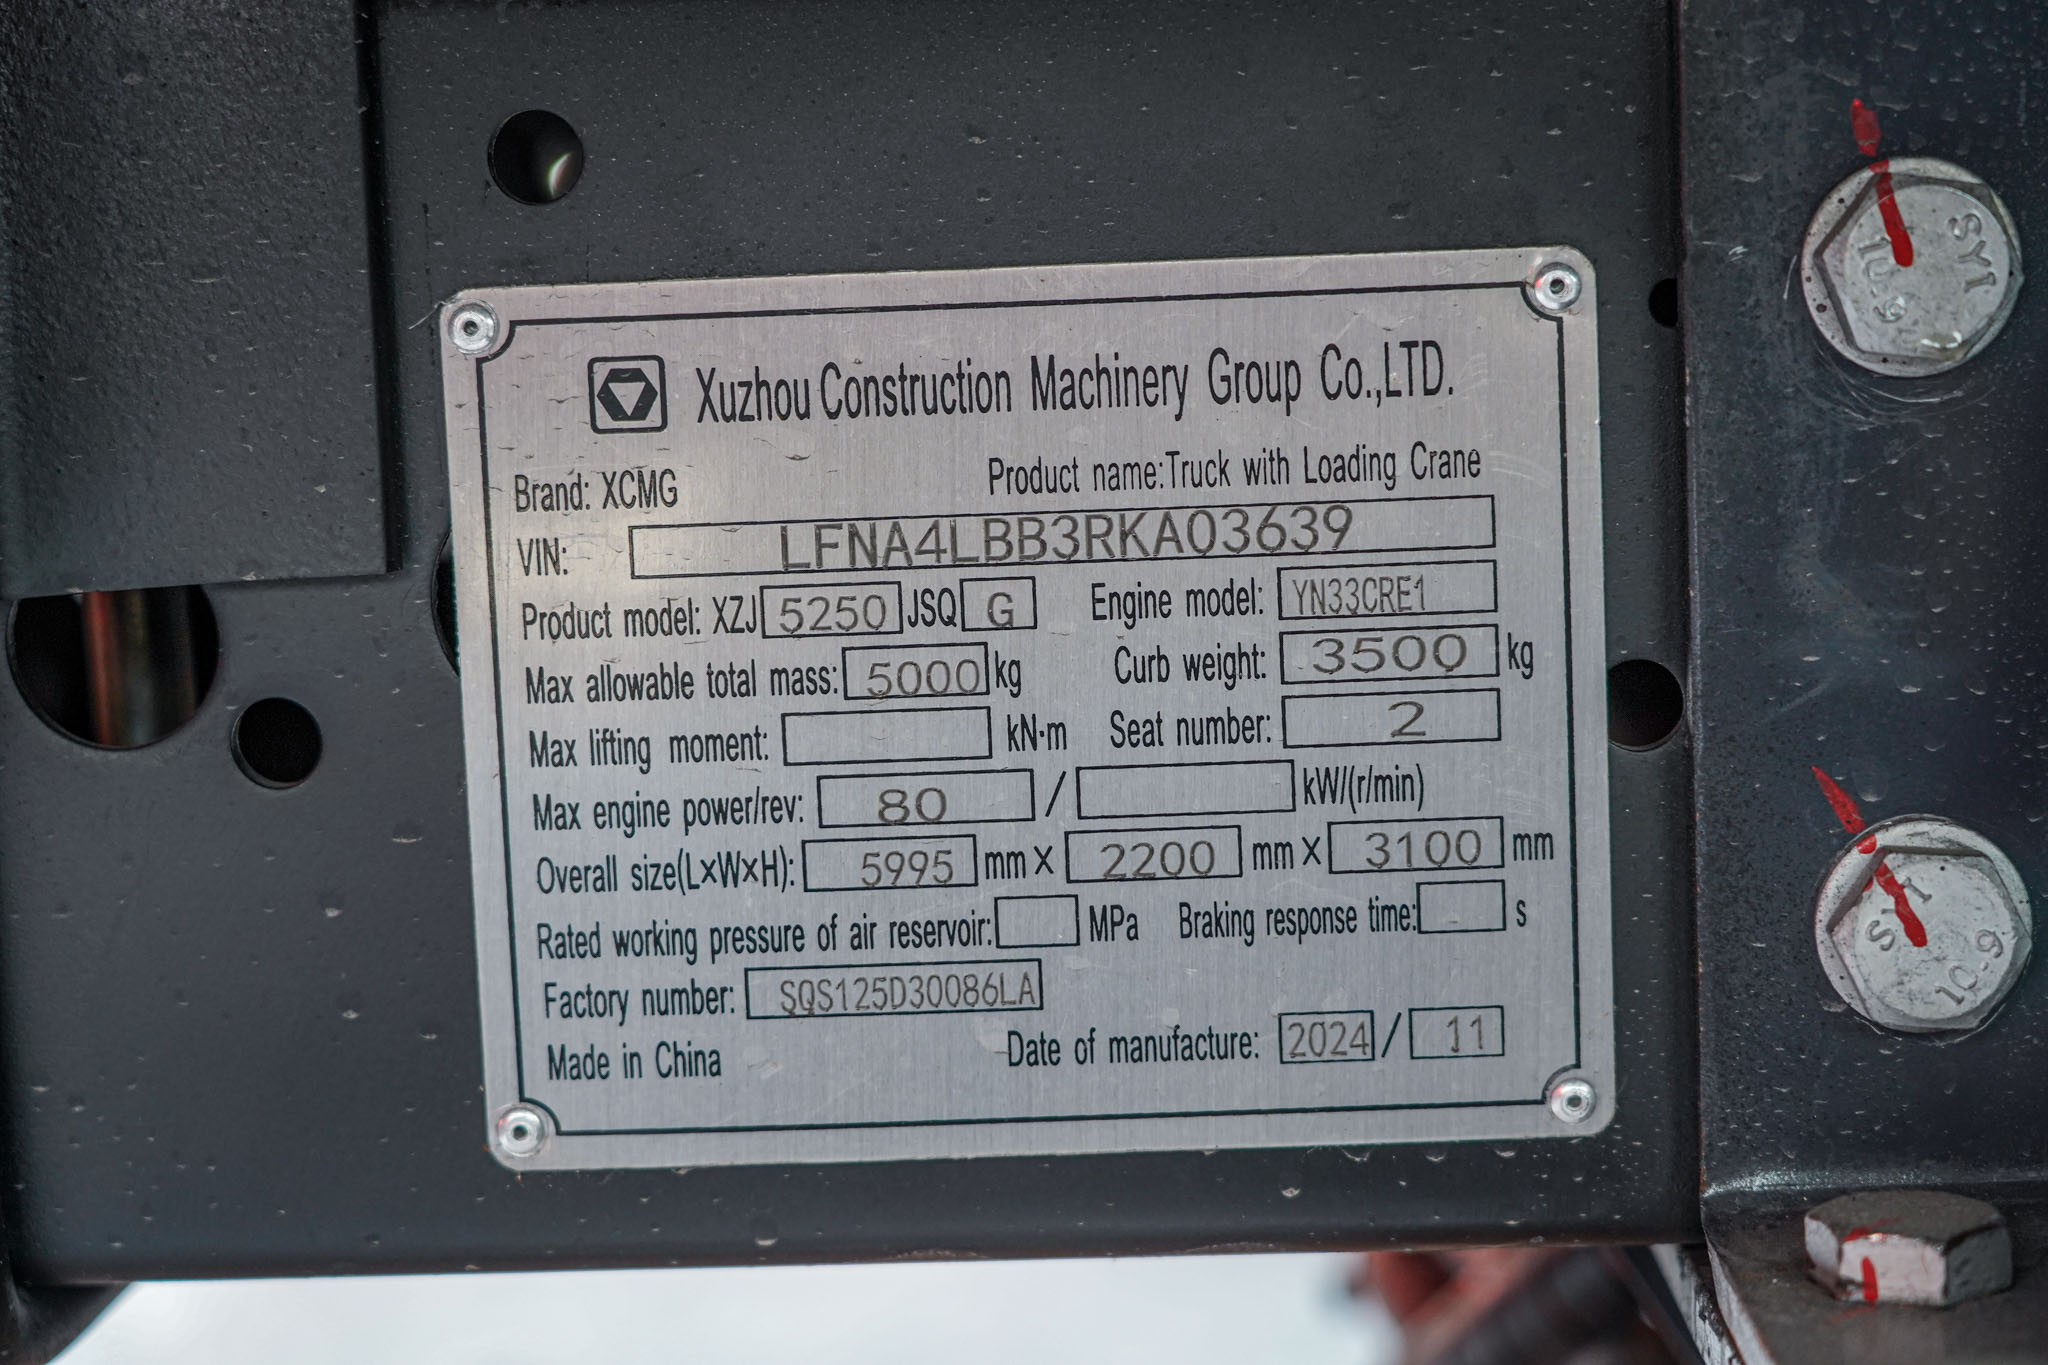 Xuzhou Construction Machinery Group Co.,LTD.
Brand: XCMG Product name:Truck with Loading Crane
VIN: LFNA4LBB3RKA03639
Product model: XZJ 5250 JSQ G Engine model: YN33CRE1
Max allowable total mass: 5000 kg Curb weight: 3500 kg
Max lifting moment: kN·m Seat number: 2
Max engine power/rev: 80 / kW/(r/min)
Overall size(L×W×H): 5995 mm × 2200 mm × 3100 mm
Rated working pressure of air reservoir: MPa Braking response time: s
Factory number: SQS125D30086LA
Made in China Date of manufacture: 2024 / 11
SYI
10.9
SYI
10.9